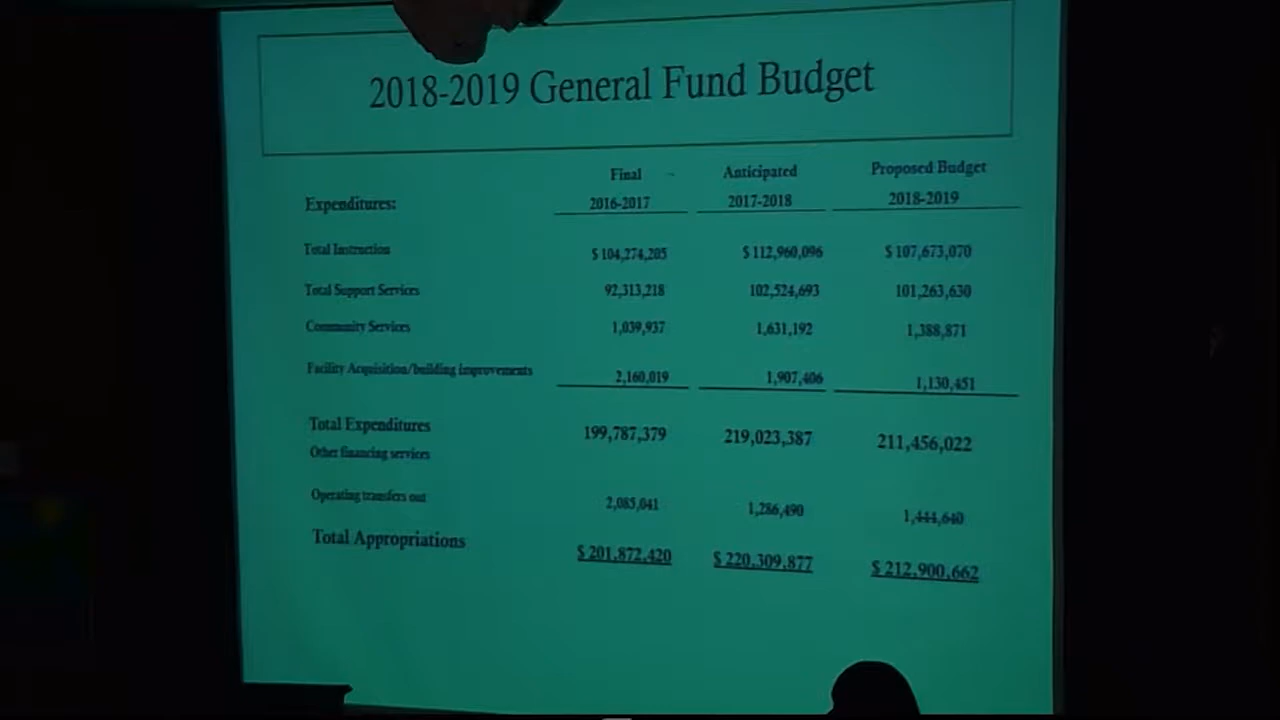 2018-2019 General Fund Budget
Final Anticipated Proposed Budget
Expenditures: 2016-2017 2017-2018 2018-2019
Total Instruction $ 104,274,205 $ 112,960,096 $ 107,673,070
Total Support Services 92,313,218 102,524,693 101,263,630
Community Services 1,039,937 1,631,192 1,388,871
Facility Acquisition/building improvements 2,160,019 1,907,406 1,130,451
Total Expenditures 199,787,379 219,023,387 211,456,022
Other financing services
Operating transfers out 2,085,041 1,286,490 1,444,640
Total Appropriations $ 201,872,420 $ 220,309,877 $ 212,900,662